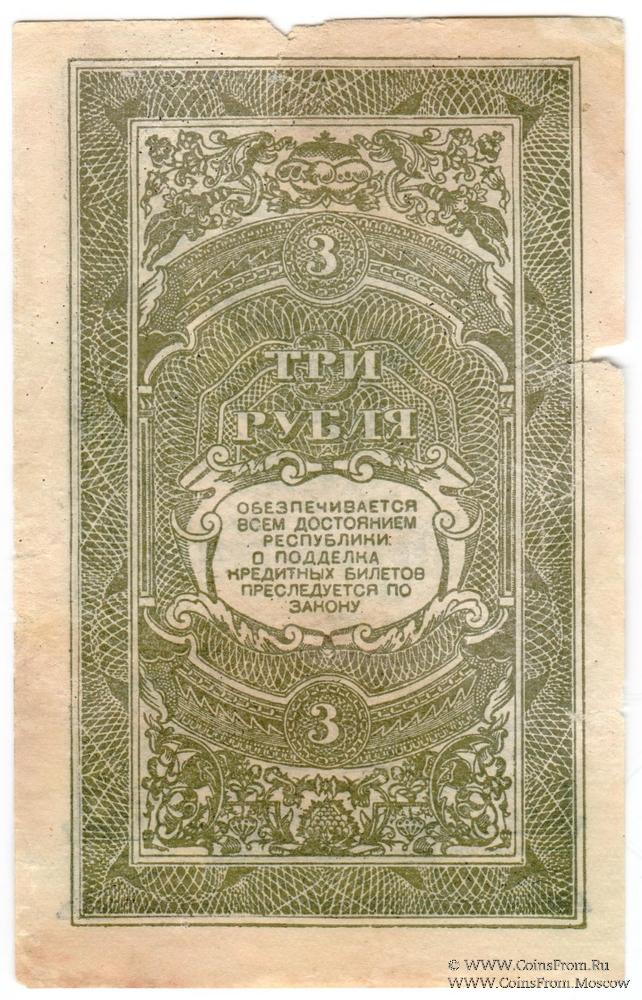 3
ТРИ
РУБЛЯ
ОБЕЗПЕЧИВАЕТСЯ
ВСЕМ ДОСТОЯНИЕМ
РЕСПУБЛИКИ:
О ПОДДЕЛКА
КРЕДИТНЫХ БИЛЕТОВ
ПРЕСЛЕДУЕТСЯ ПО
ЗАКОНУ.
3
© WWW.CoinsFrom.Ru
WWW.CoinsFrom.Moscow